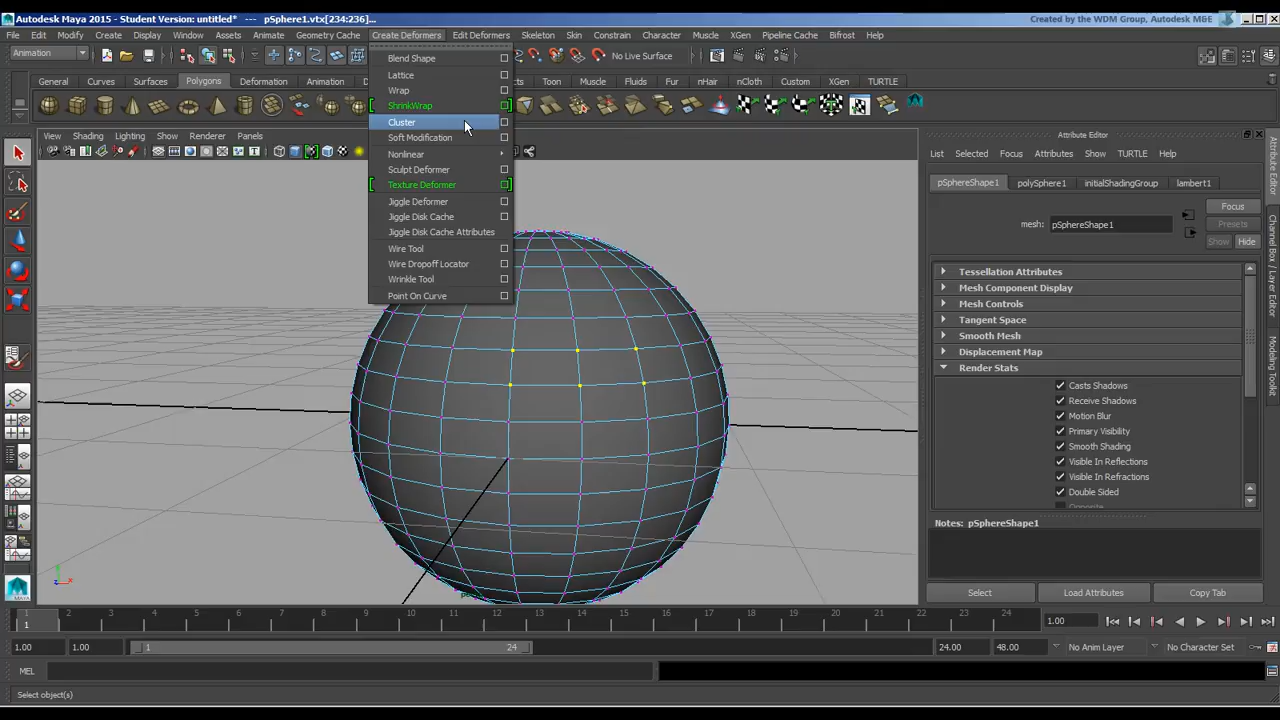 Autodesk Maya 2015 - Student Version: untitled* --- pSphere1.vtx[234:236]...
Created by the WDM Group, Autodesk M&E
File Edit Modify Create Display Window Assets Animate Geometry Cache Create Deformers Edit Deformers Skeleton Skin Constrain Character Muscle XGen Pipeline Cache Bifrost Help
Animation
No Live Surface
General Curves Surfaces Polygons Deformation Animation Toon Muscle Fluids Fur nHair nCloth Custom XGen TURTLE
Blend Shape
Lattice
Wrap
ShrinkWrap
Cluster
Soft Modification
Nonlinear
Sculpt Deformer
Texture Deformer
Jiggle Deformer
Jiggle Disk Cache
Jiggle Disk Cache Attributes
Wire Tool
Wire Dropoff Locator
Wrinkle Tool
Point On Curve
View Shading Lighting Show Renderer Panels
Attribute Editor
List Selected Focus Attributes Show TURTLE Help
pSphereShape1 polySphere1 initialShadingGroup lambert1
Focus
mesh: pSphereShape1
Presets
Show Hide
Tessellation Attributes
Mesh Component Display
Mesh Controls
Tangent Space
Smooth Mesh
Displacement Map
Render Stats
Casts Shadows
Receive Shadows
Motion Blur
Primary Visibility
Smooth Shading
Visible In Reflections
Visible In Refractions
Double Sided
Notes: pSphereShape1
Select Load Attributes Copy Tab
Attribute Editor
Channel Box / Layer Editor
Modeling Toolkit
1 2 3 4 5 6 7 8 9 10 11 12 13 14 15 16 17 18 19 20 21 22 23 24
1
1.00
1.00 1.00 1 24 24.00 48.00 No Anim Layer No Character Set
MEL
Select object(s)